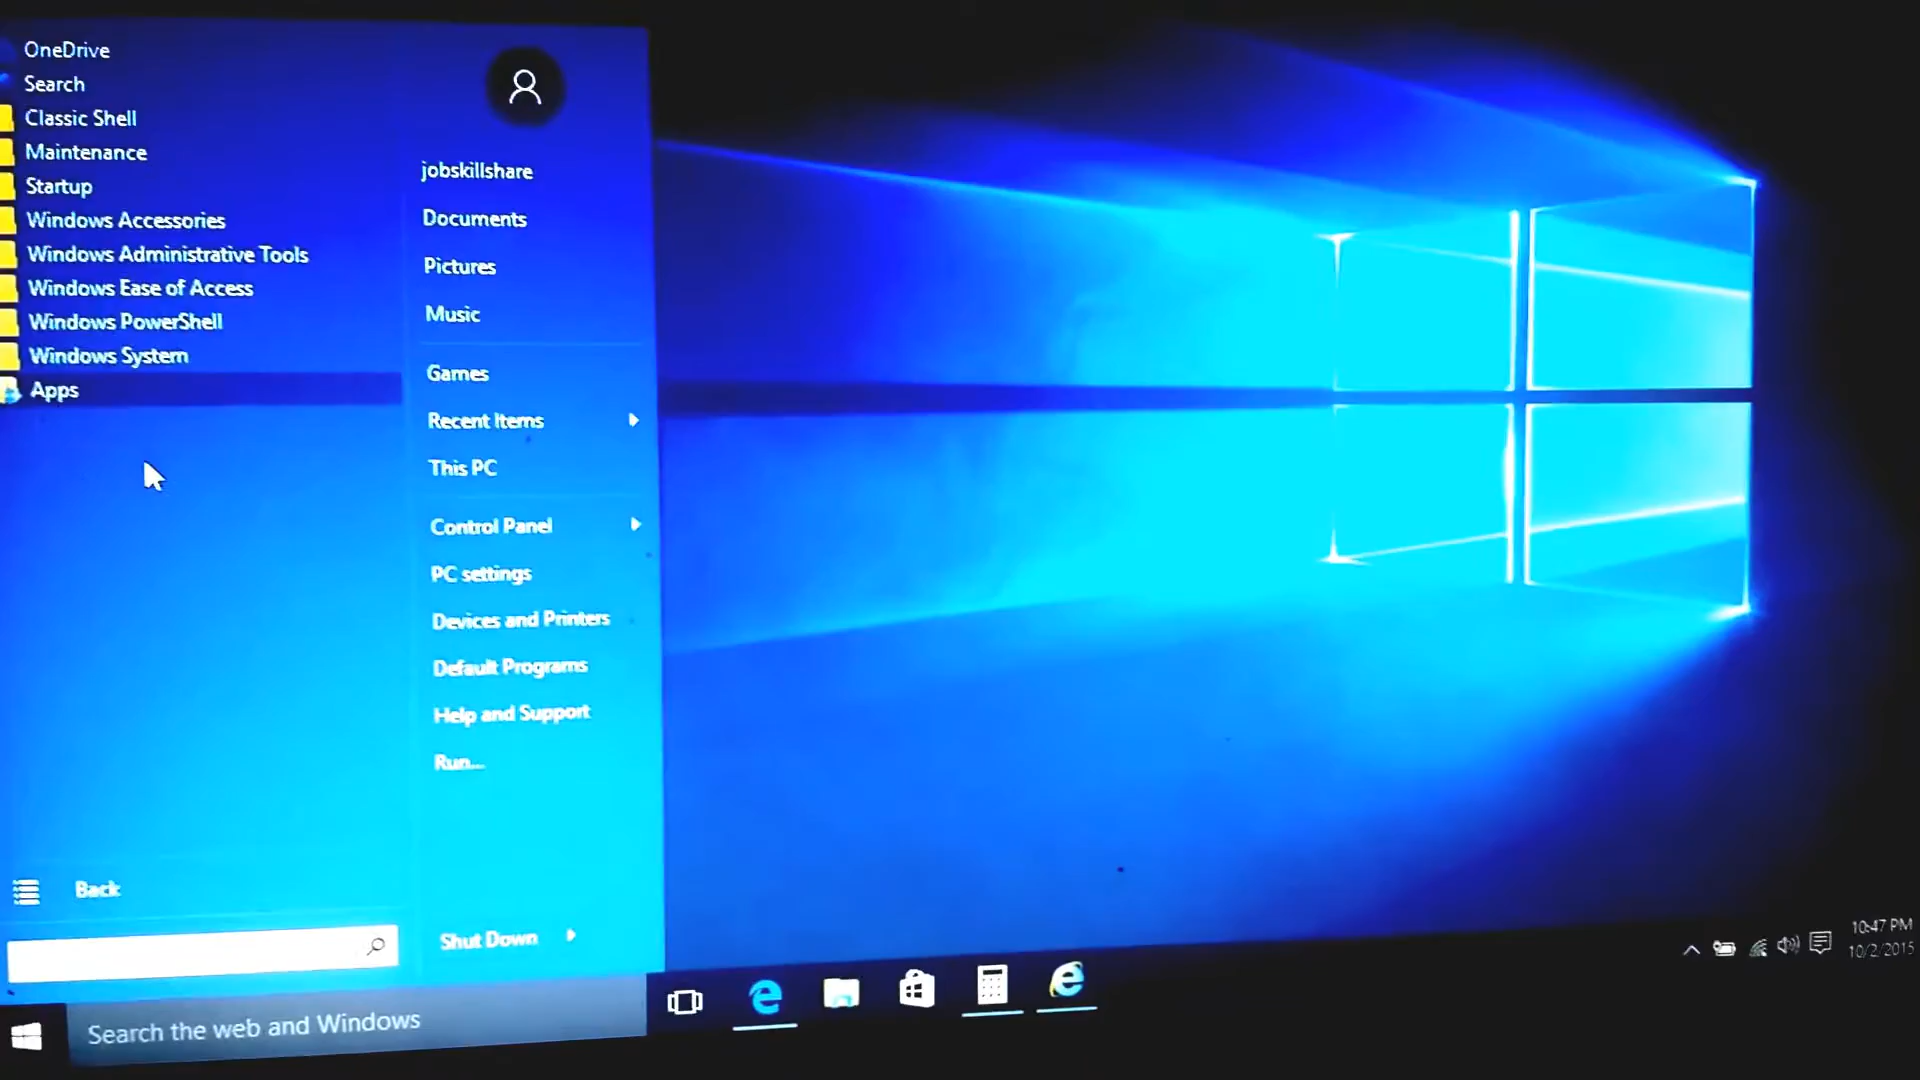 OneDrive
Search
Classic Shell
Maintenance
Startup
Windows Accessories
Windows Administrative Tools
Windows Ease of Access
Windows PowerShell
Windows System
Apps
Back
jobskillshare
Documents
Pictures
Music
Games
Recent Items
This PC
Control Panel
PC settings
Devices and Printers
Default Programs
Help and Support
Run...
Shut Down
Search the web and Windows
10:47 PM
10/2/2015